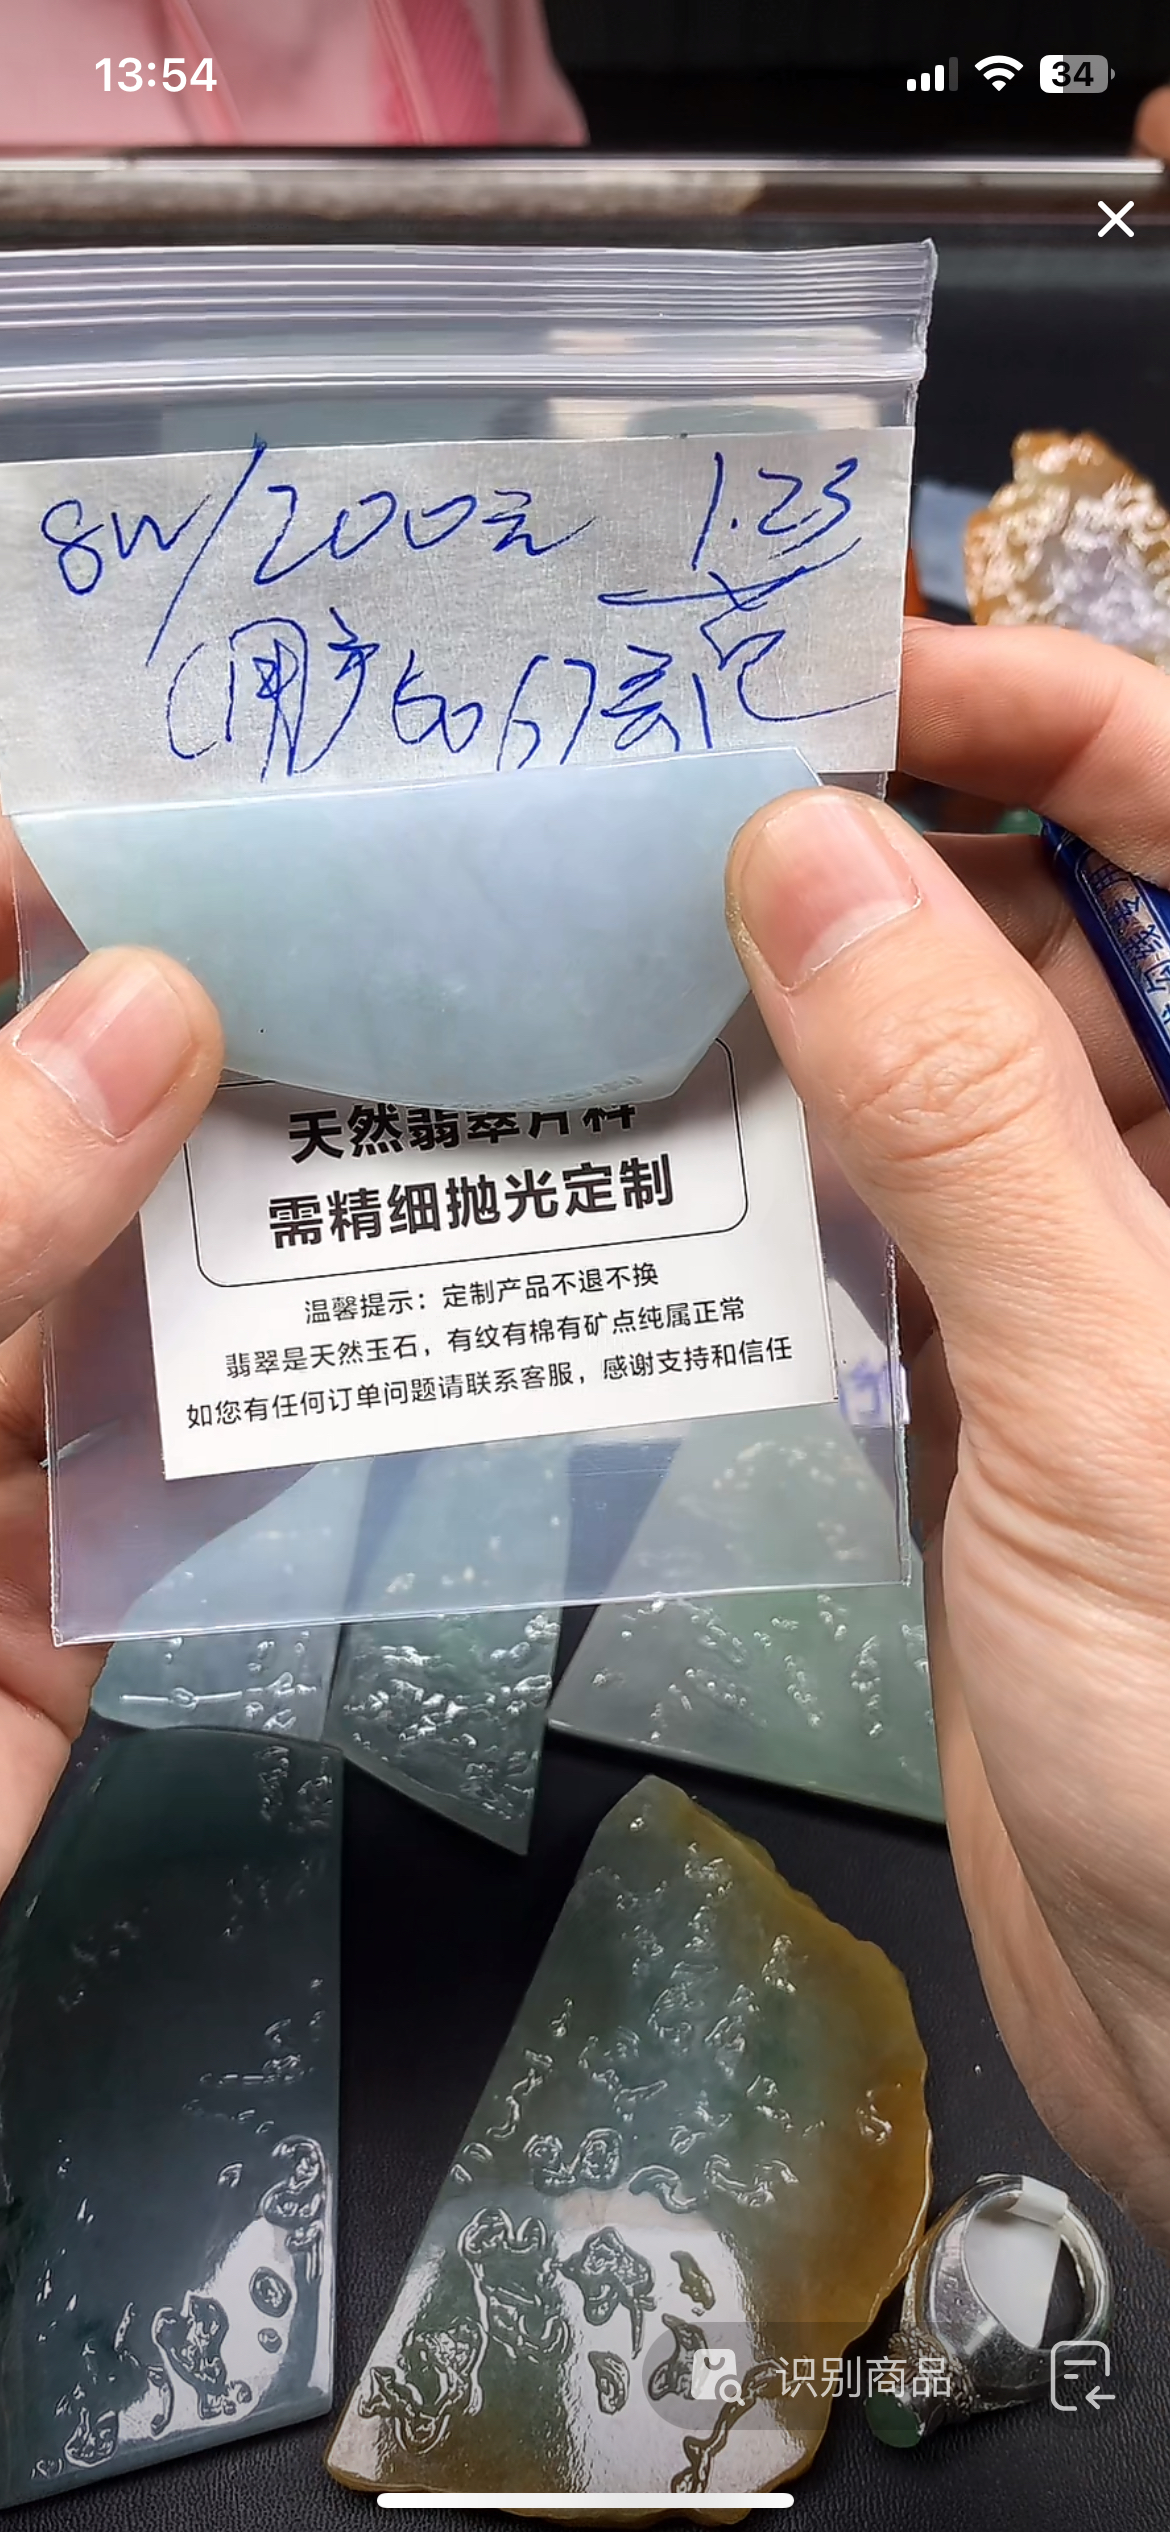 13:54
34
8w/200元 1.23
(用户
天然翡翠片料
需精细抛光定制
温馨提示：定制产品不退不换
翡翠是天然玉石，有纹有棉有矿点纯属正常
如您有任何订单问题请联系客服，感谢支持和信任
识别商品